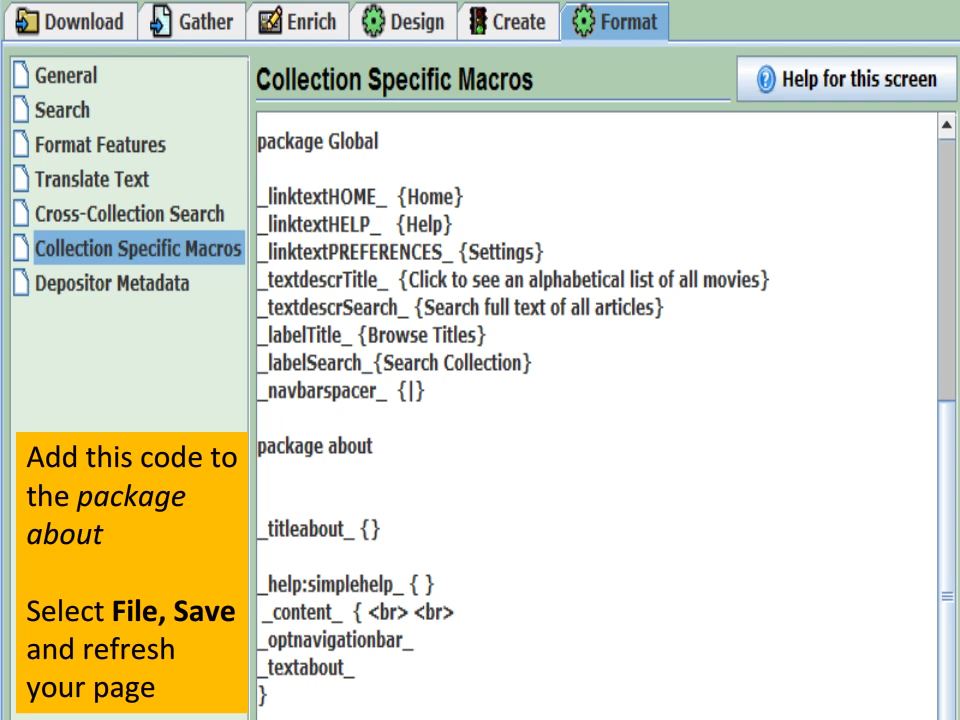 Download Gather Enrich Design Create Format
General
Search
Format Features
Translate Text
Cross-Collection Search
Collection Specific Macros
Depositor Metadata
Collection Specific Macros
Help for this screen
package Global
_linktextHOME_ {Home}
_linktextHELP_ {Help}
_linktextPREFERENCES_ {Settings}
_textdescrTitle_ {Click to see an alphabetical list of all movies}
_textdescrSearch_ {Search full text of all articles}
_labelTitle_ {Browse Titles}
_labelSearch_{Search Collection}
_navbarspacer_ {|}
package about
_titleabout_ {}
_help:simplehelp_ { }
_content_ { <br> <br>
_optnavigationbar_
_textabout_
}
Add this code to
the package
about
Select File, Save
and refresh
your page